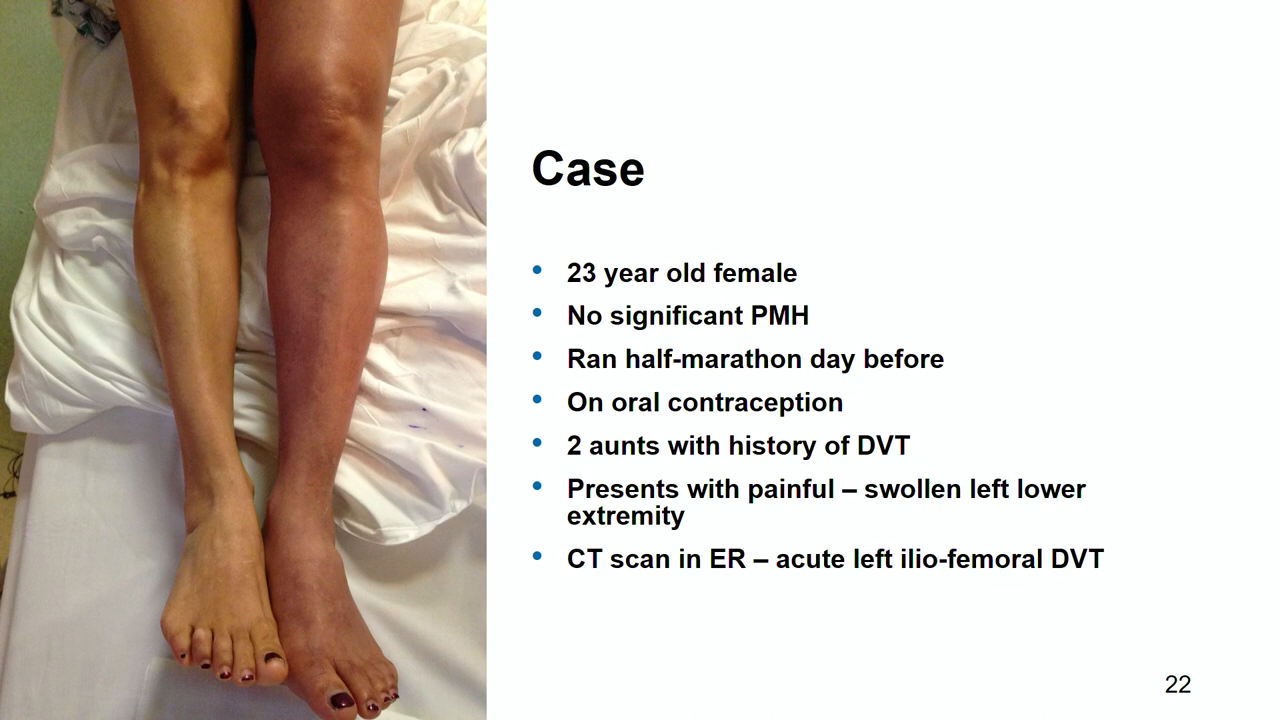 Case
• 23 year old female
• No significant PMH
• Ran half-marathon day before
• On oral contraception
• 2 aunts with history of DVT
• Presents with painful – swollen left lower
extremity
• CT scan in ER – acute left ilio-femoral DVT
22